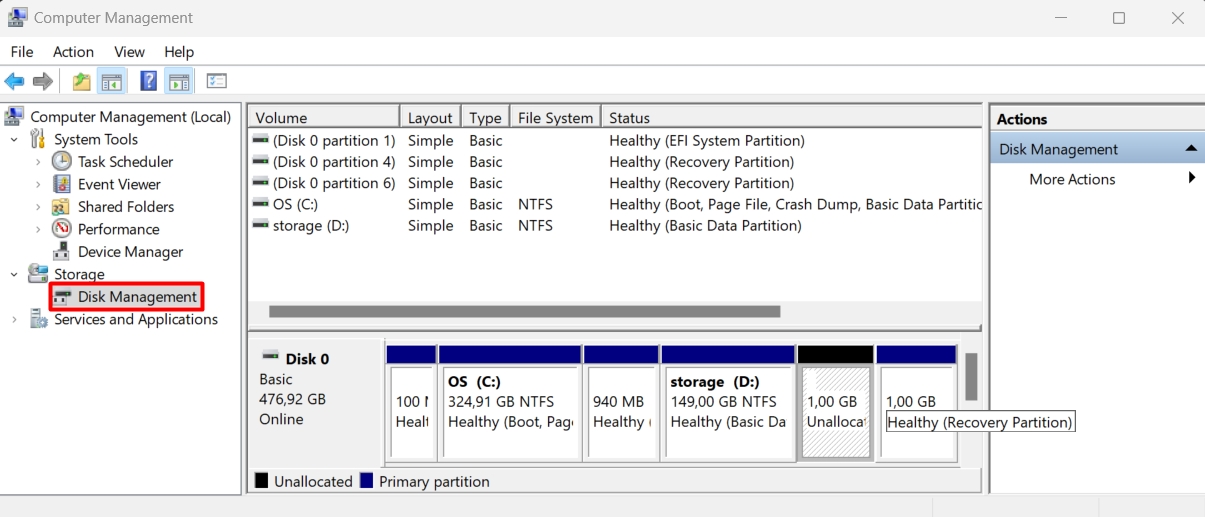 Computer Management
File Action View Help
Computer Management (Local)
System Tools
Task Scheduler
Event Viewer
Shared Folders
Performance
Device Manager
Storage
Disk Management
Services and Applications
Volume Layout Type File System Status
(Disk 0 partition 1) Simple Basic Healthy (EFI System Partition)
(Disk 0 partition 4) Simple Basic Healthy (Recovery Partition)
(Disk 0 partition 6) Simple Basic Healthy (Recovery Partition)
OS (C:) Simple Basic NTFS Healthy (Boot, Page File, Crash Dump, Basic Data Partitic
storage (D:) Simple Basic NTFS Healthy (Basic Data Partition)
Disk 0
Basic
476,92 GB
Online
100
Healt
OS (C:)
324,91 GB NTFS
Healthy (Boot, Page
940 MB
Healthy (
storage (D:)
149,00 GB NTFS
Healthy (Basic Da
1,00 GB
Unallocat
1,00 GB
Healthy (Recovery Partition)
Unallocated Primary partition
Actions
Disk Management
More Actions